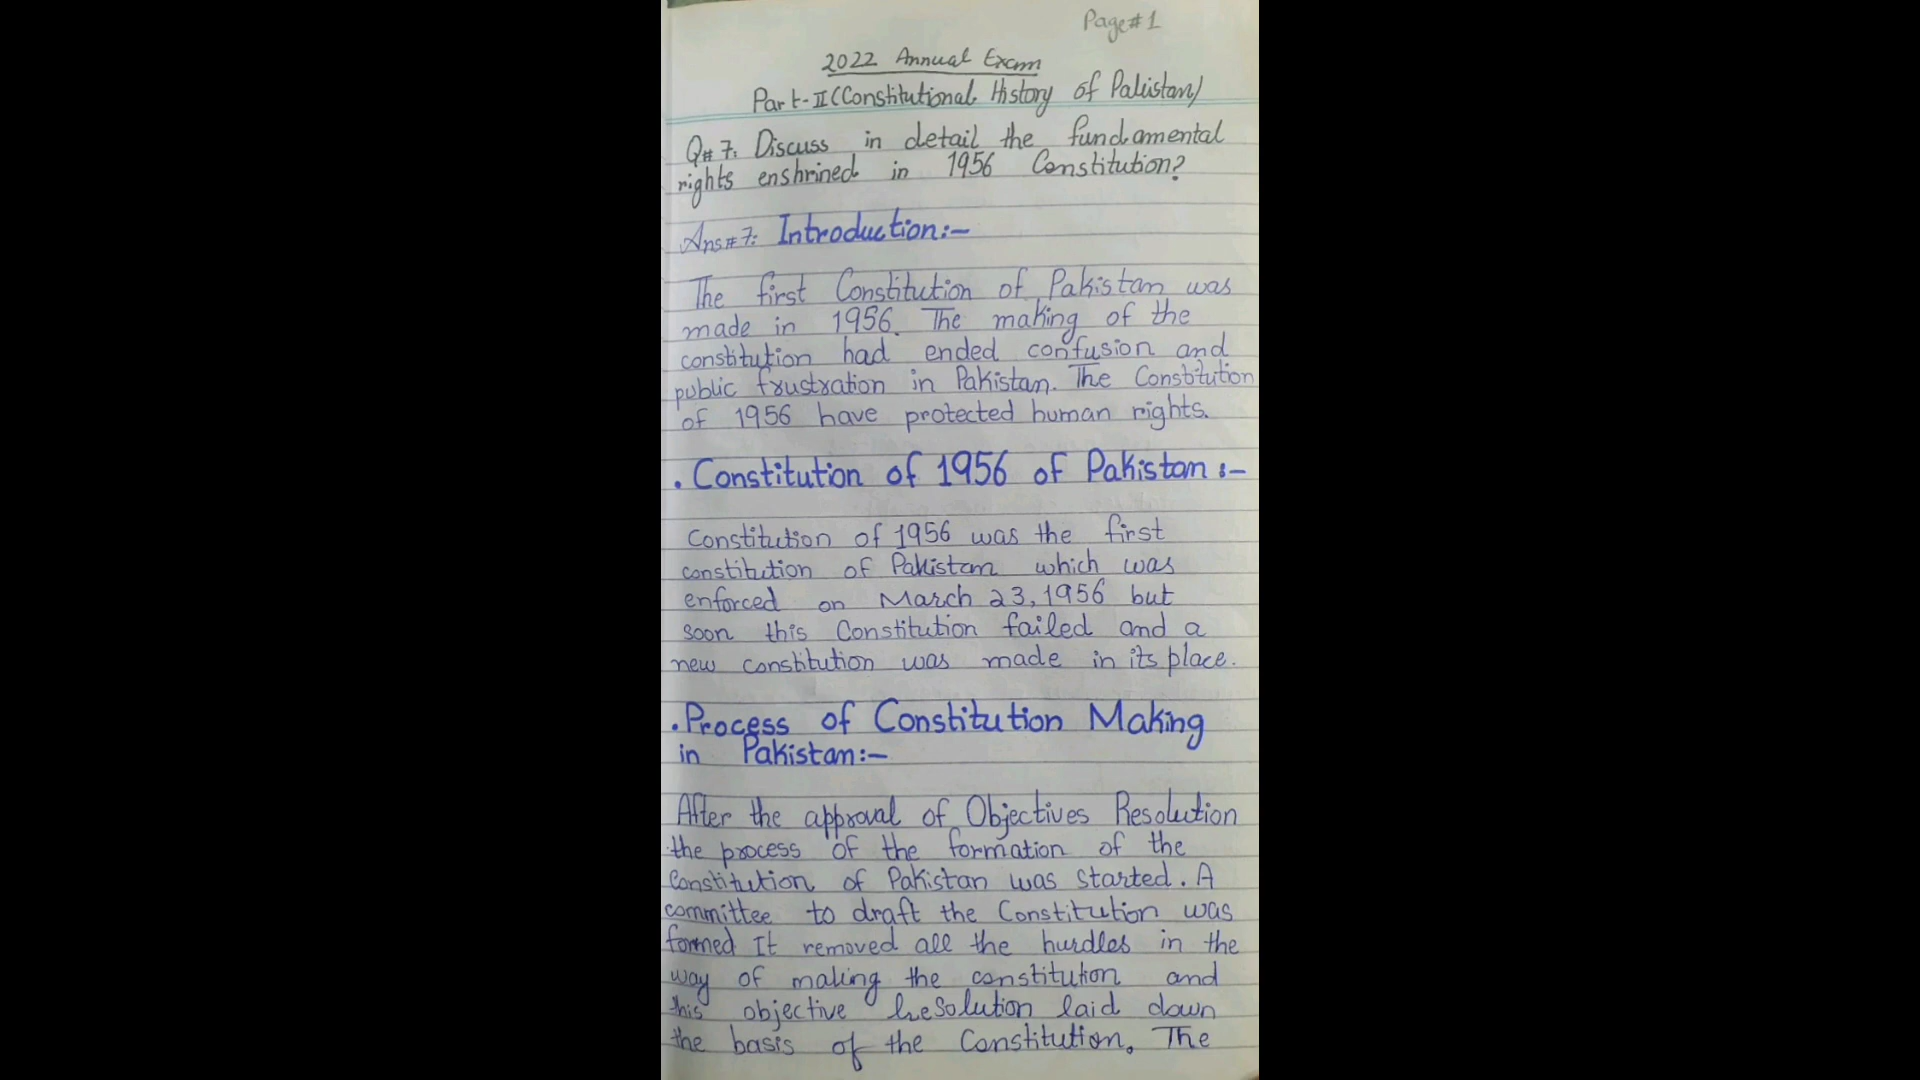 Page# 1
2022 Annual Exam
Part-II (Constitutional History of Pakistan)
Q# 7: Discuss in detail the fundamental
rights enshrined in 1956 Constitution?
Ans# 7: Introduction:-
The first Constitution of Pakistan was
made in 1956. The making of the
constitution had ended confusion and
public frustration in Pakistan. The Constitution
of 1956 have protected human rights.
. Constitution of 1956 of Pakistan :-
Constitution of 1956 was the first
constitution of Pakistan which was
enforced on March 23, 1956 but
soon this Constitution failed and a
new constitution was made in its place.
. Process of Constitution Making
in Pakistan:-
After the approval of Objectives Resolution
the process of the formation of the
Constitution of Pakistan was started. A
committee to draft the Constitution was
formed It removed all the hurdles in the
way of making the constitution and
this objective Resolution laid down
the basis of the Constitution. The